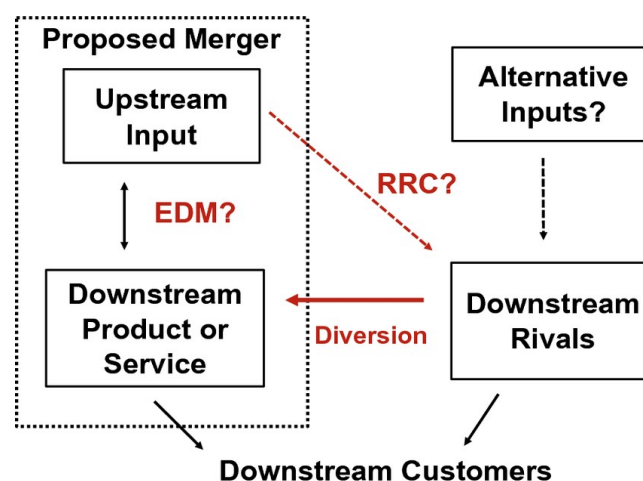 Proposed Merger
Upstream
Input
Alternative
Inputs?
RRC?
EDM?
Downstream
Product or
Service
Diversion
Downstream
Rivals
Downstream Customers